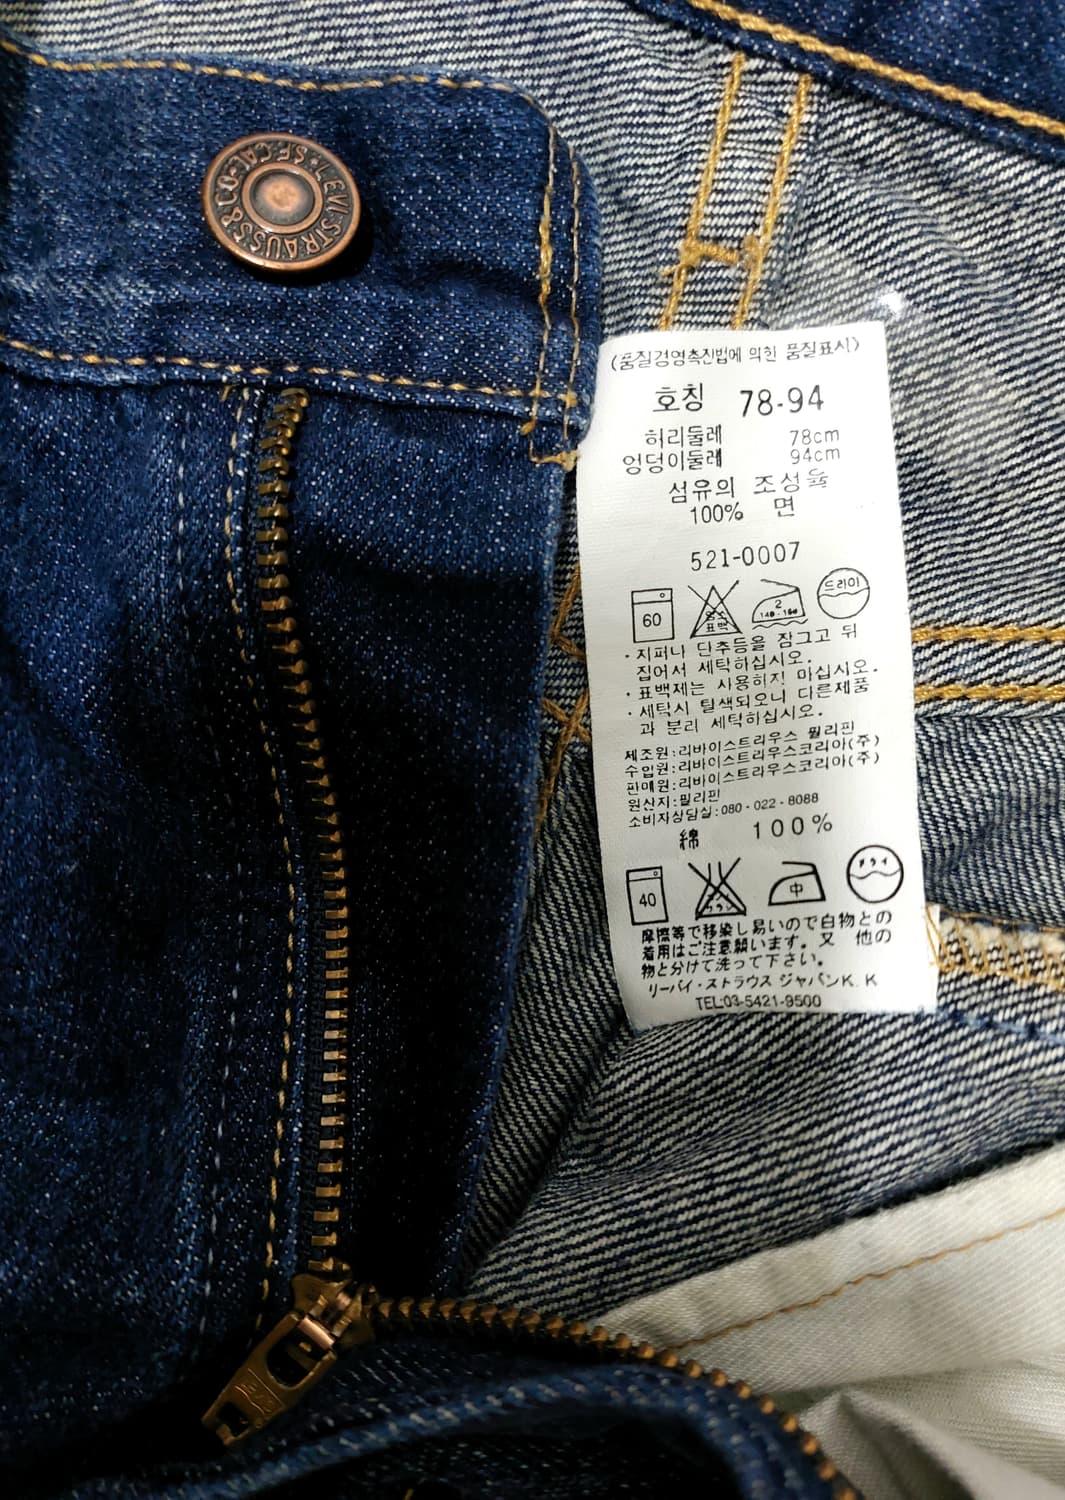 LEVI STRAUSS & CO. S.F. CAL.
(품질경영촉진법에 의한 품질표시)
호칭 78-94
허리둘레 78cm
엉덩이둘레 94cm
섬유의 조성율
100% 면
521-0007
60 염소 표백 2 140-160 드라이
·지퍼나 단추등을 잠그고 뒤
집어서 세탁하십시오.
·표백제는 사용하지 마십시오.
·세탁시 탈색되오니 다른제품
과 분리 세탁하십시오.
제조원:리바이스트라우스 필리핀
수입원:리바이스트라우스코리아(주)
판매원:리바이스트라우스코리아(주)
원산지:필리핀
소비자상담실:080-022-8088
綿 100%
40 中 ドライ
摩擦等で移染し易いので白物との
着用はご注意願います。又 他の
物と分けて洗って下さい。
リーバイ・ストラウス ジャパンK.K
TEL:03-5421-9500